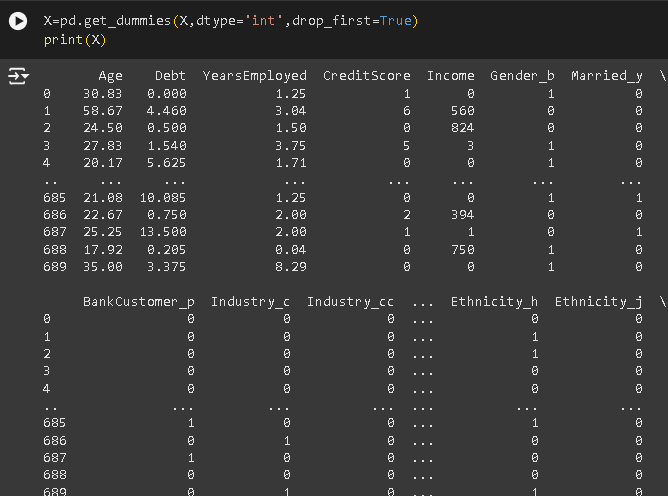 X=pd.get_dummies(X,dtype='int',drop_first=True)
print(X)
Age Debt YearsEmployed CreditScore Income Gender_b Married_y \
0 30.83 0.000 1.25 1 0 1 0
1 58.67 4.460 3.04 6 560 0 0
2 24.50 0.500 1.50 0 824 0 0
3 27.83 1.540 3.75 5 3 1 0
4 20.17 5.625 1.71 0 0 1 0
.. ... ... ... ... ... ... ...
685 21.08 10.085 1.25 0 0 1 1
686 22.67 0.750 2.00 2 394 0 0
687 25.25 13.500 2.00 1 1 0 1
688 17.92 0.205 0.04 0 750 1 0
689 35.00 3.375 8.29 0 0 1 0
BankCustomer_p Industry_c Industry_cc ... Ethnicity_h Ethnicity_j \
0 0 0 0 ... 0 0
1 0 0 0 ... 1 0
2 0 0 0 ... 1 0
3 0 0 0 ... 0 0
4 0 0 0 ... 0 0
.. ... ... ... ... ... ...
685 1 0 0 ... 1 0
686 0 1 0 ... 0 0
687 1 0 0 ... 0 0
688 0 0 0 ... 0 0
689 0 1 0 ... 1 0